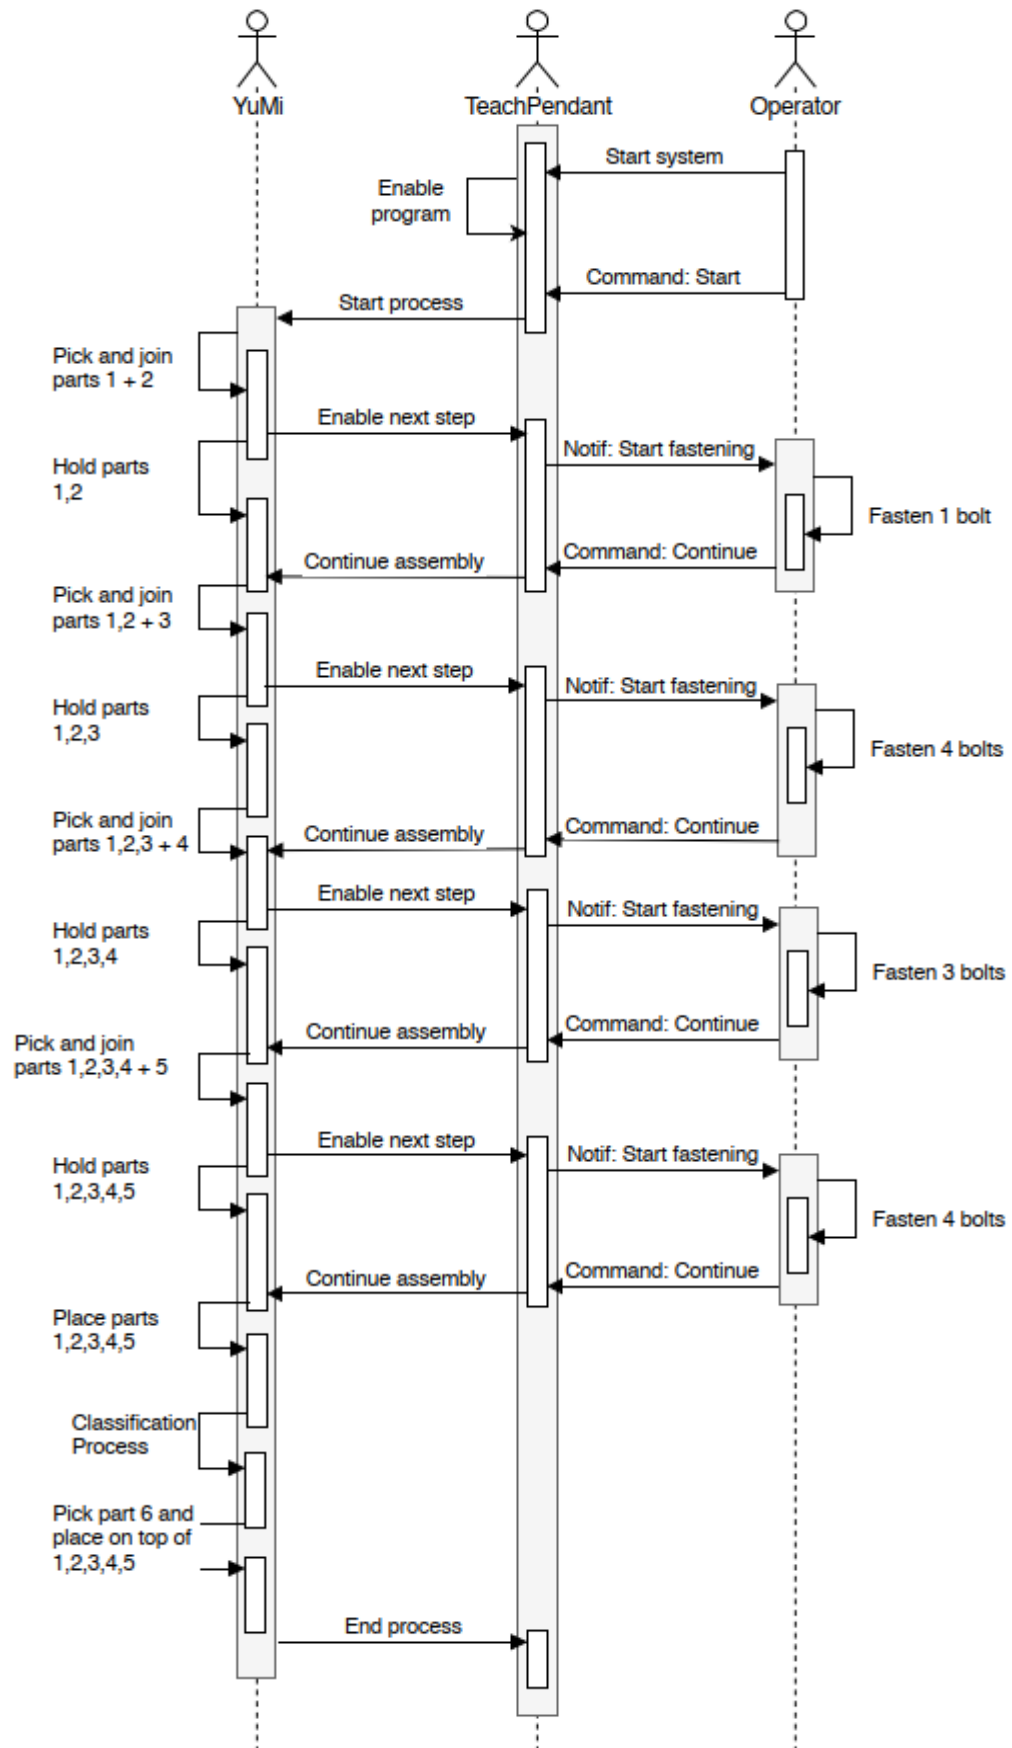 YuMi
TeachPendant
Operator
Start system
Enable
program
Command: Start
Start process
Pick and join
parts 1 + 2
Enable next step
Notif: Start fastening
Hold parts
1,2
Fasten 1 bolt
Command: Continue
Continue assembly
Pick and join
parts 1,2 + 3
Enable next step
Notif: Start fastening
Hold parts
1,2,3
Fasten 4 bolts
Pick and join
parts 1,2,3 + 4
Continue assembly
Command: Continue
Enable next step
Notif: Start fastening
Hold parts
1,2,3,4
Fasten 3 bolts
Command: Continue
Continue assembly
Pick and join
parts 1,2,3,4 + 5
Enable next step
Notif: Start fastening
Hold parts
1,2,3,4,5
Fasten 4 bolts
Command: Continue
Continue assembly
Place parts
1,2,3,4,5
Classification
Process
Pick part 6 and
place on top of
1,2,3,4,5
End process